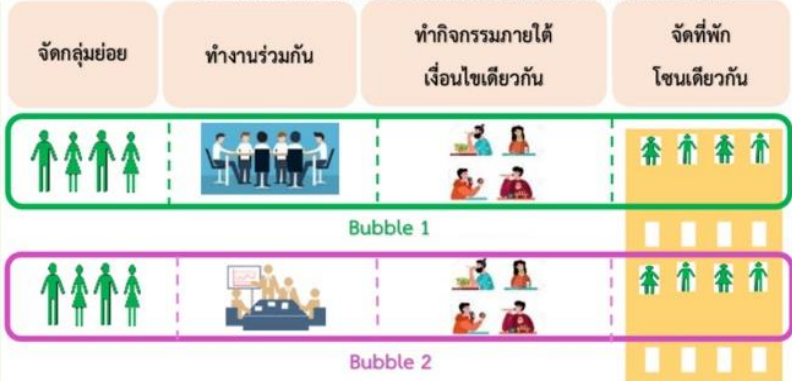 จัดกลุ่มย่อย
ทำงานร่วมกัน
ทำกิจกรรมภายใต้
เงื่อนไขเดียวกัน
จัดที่พัก
โซนเดียวกัน
Bubble 1
Bubble 2